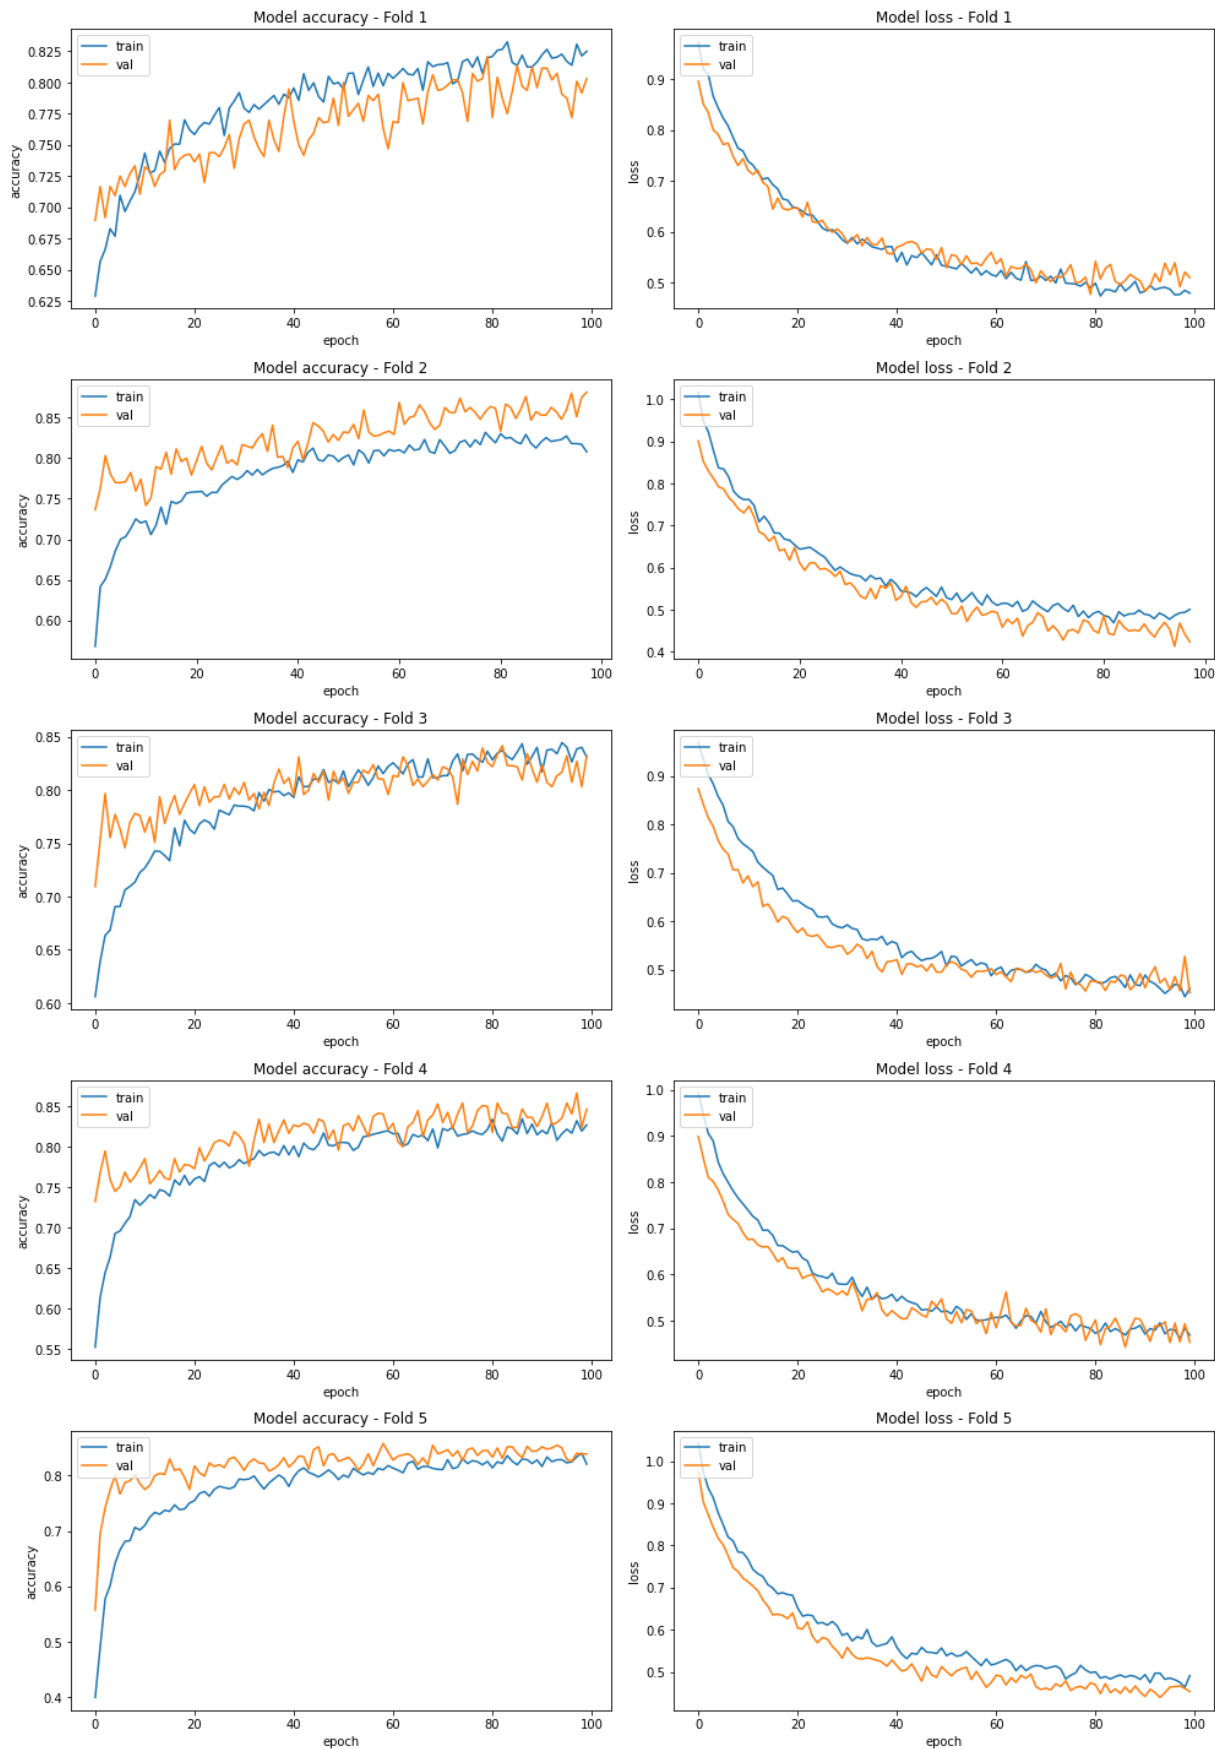 Model accuracy - Fold 1
train
val
accuracy
0.825
0.800
0.775
0.750
0.725
0.700
0.675
0.650
0.625
0 20 40 60 80 100
epoch
Model loss - Fold 1
train
val
loss
0.9
0.8
0.7
0.6
0.5
0 20 40 60 80 100
epoch
Model accuracy - Fold 2
train
val
accuracy
0.85
0.80
0.75
0.70
0.65
0.60
0 20 40 60 80 100
epoch
Model loss - Fold 2
train
val
loss
1.0
0.9
0.8
0.7
0.6
0.5
0.4
0 20 40 60 80 100
epoch
Model accuracy - Fold 3
train
val
accuracy
0.85
0.80
0.75
0.70
0.65
0.60
0 20 40 60 80 100
epoch
Model loss - Fold 3
train
val
loss
0.9
0.8
0.7
0.6
0.5
0 20 40 60 80 100
epoch
Model accuracy - Fold 4
train
val
accuracy
0.85
0.80
0.75
0.70
0.65
0.60
0.55
0 20 40 60 80 100
epoch
Model loss - Fold 4
train
val
loss
1.0
0.9
0.8
0.7
0.6
0.5
0 20 40 60 80 100
epoch
Model accuracy - Fold 5
train
val
accuracy
0.8
0.7
0.6
0.5
0.4
0 20 40 60 80 100
epoch
Model loss - Fold 5
train
val
loss
1.0
0.9
0.8
0.7
0.6
0.5
0 20 40 60 80 100
epoch